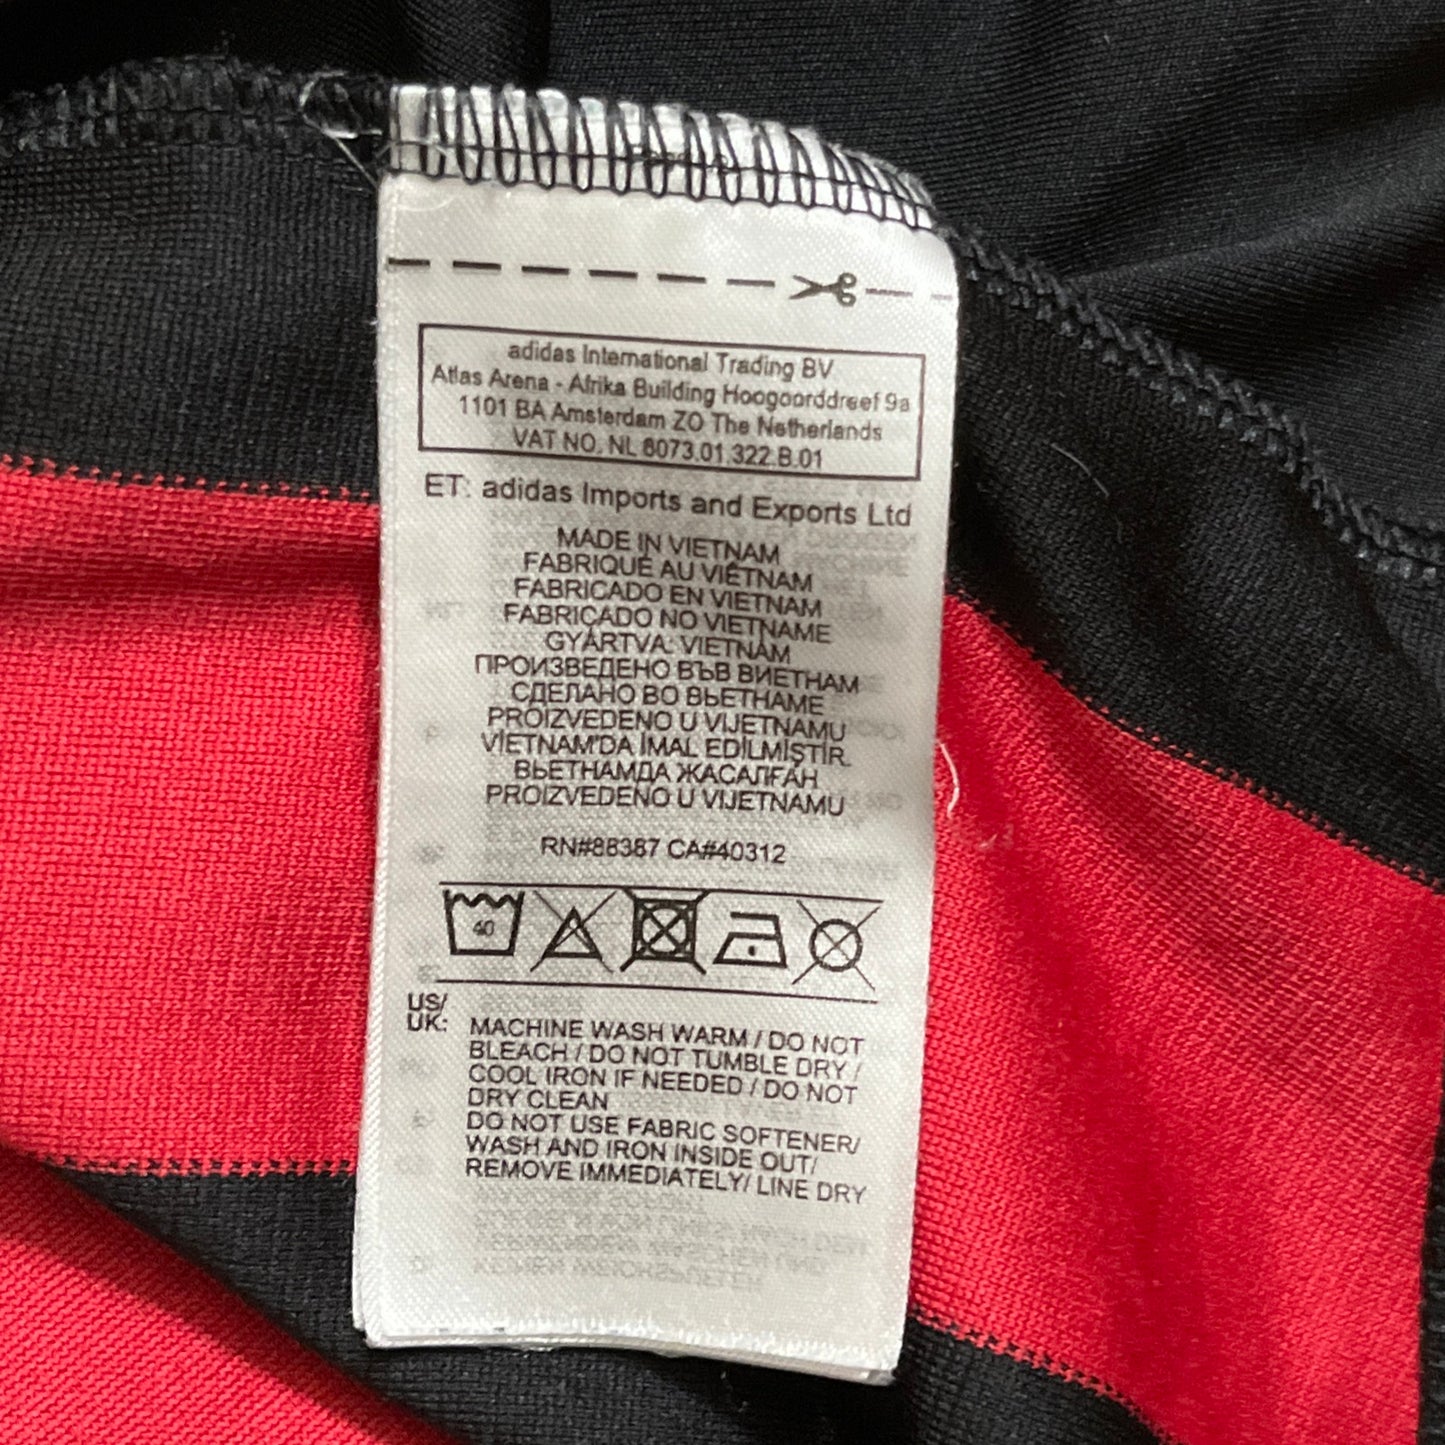 adidas International Trading BV
Atlas Arena - Afrika Building Hoogoorddreef 9a
1101 BA Amsterdam ZO The Netherlands
VAT NO. NL 8073.01.322.B.01
ET: adidas Imports and Exports Ltd
MADE IN VIETNAM
FABRIQUÉ AU VIÊTNAM
FABRICADO EN VIETNAM
FABRICADO NO VIETNAME
GYÁRTVA: VIETNÁM
ПРОИЗВЕДЕНО ВЪВ ВИЕТНАМ
СДЕЛАНО ВО ВЬЕТНАМЕ
PROIZVEDENO U VIJETNAMU
VİETNAM'DA İMAL EDİLMİŞTİR.
ВЬЕТНАМДА ЖАСАЛҒАН
PROIZVEDENO U VIJETNAMU
RN#88387 CA#40312
40
US/
UK: MACHINE WASH WARM / DO NOT
BLEACH / DO NOT TUMBLE DRY /
COOL IRON IF NEEDED / DO NOT
DRY CLEAN
DO NOT USE FABRIC SOFTENER/
WASH AND IRON INSIDE OUT/
REMOVE IMMEDIATELY/ LINE DRY